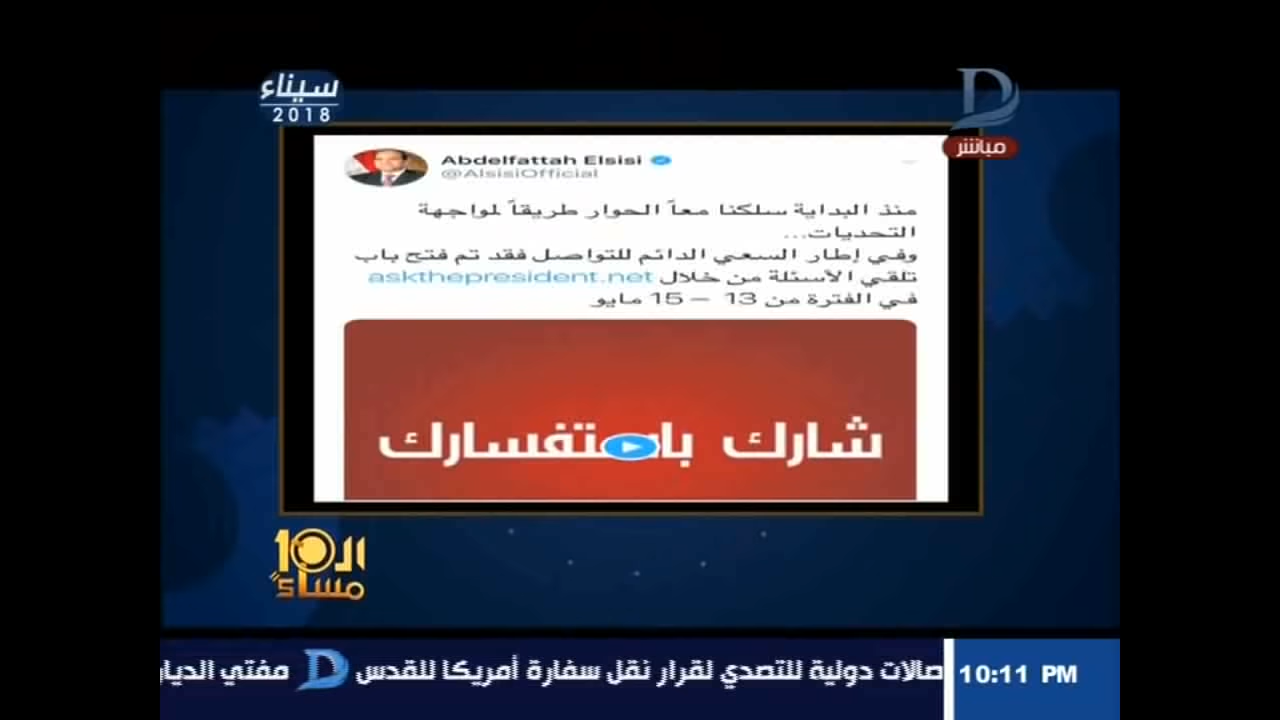 سيناء
2018
D
مباشر
Abdelfattah Elsisi
@AlsisiOfficial
منذ البداية سلكنا معاً الحوار طريقاً لمواجهة
التحديات...
وفي إطار السعي الدائم للتواصل فقد تم فتح باب
تلقي الأسئلة من خلال askthepresident.net
في الفترة من 13 – 15 مايو
شارك باستفسارك
الـ10
مساءً
صالات دولية للتصدي لقرار نقل سفارة أمريكا للقدس D مفتي الديار
10:11 PM